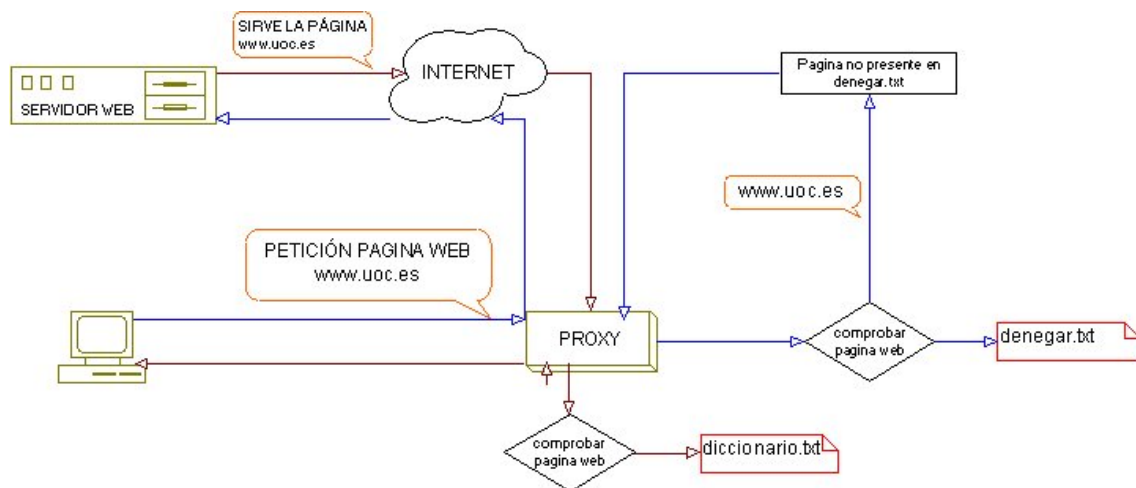 SIRVE LA PÁGINA
www.uoc.es
INTERNET
Pagina no presente en
denegar.txt
SERVIDOR WEB
www.uoc.es
PETICIÓN PAGINA WEB
www.uoc.es
PROXY
comprobar
pagina web
denegar.txt
comprobar
pagina web
diccionario.txt